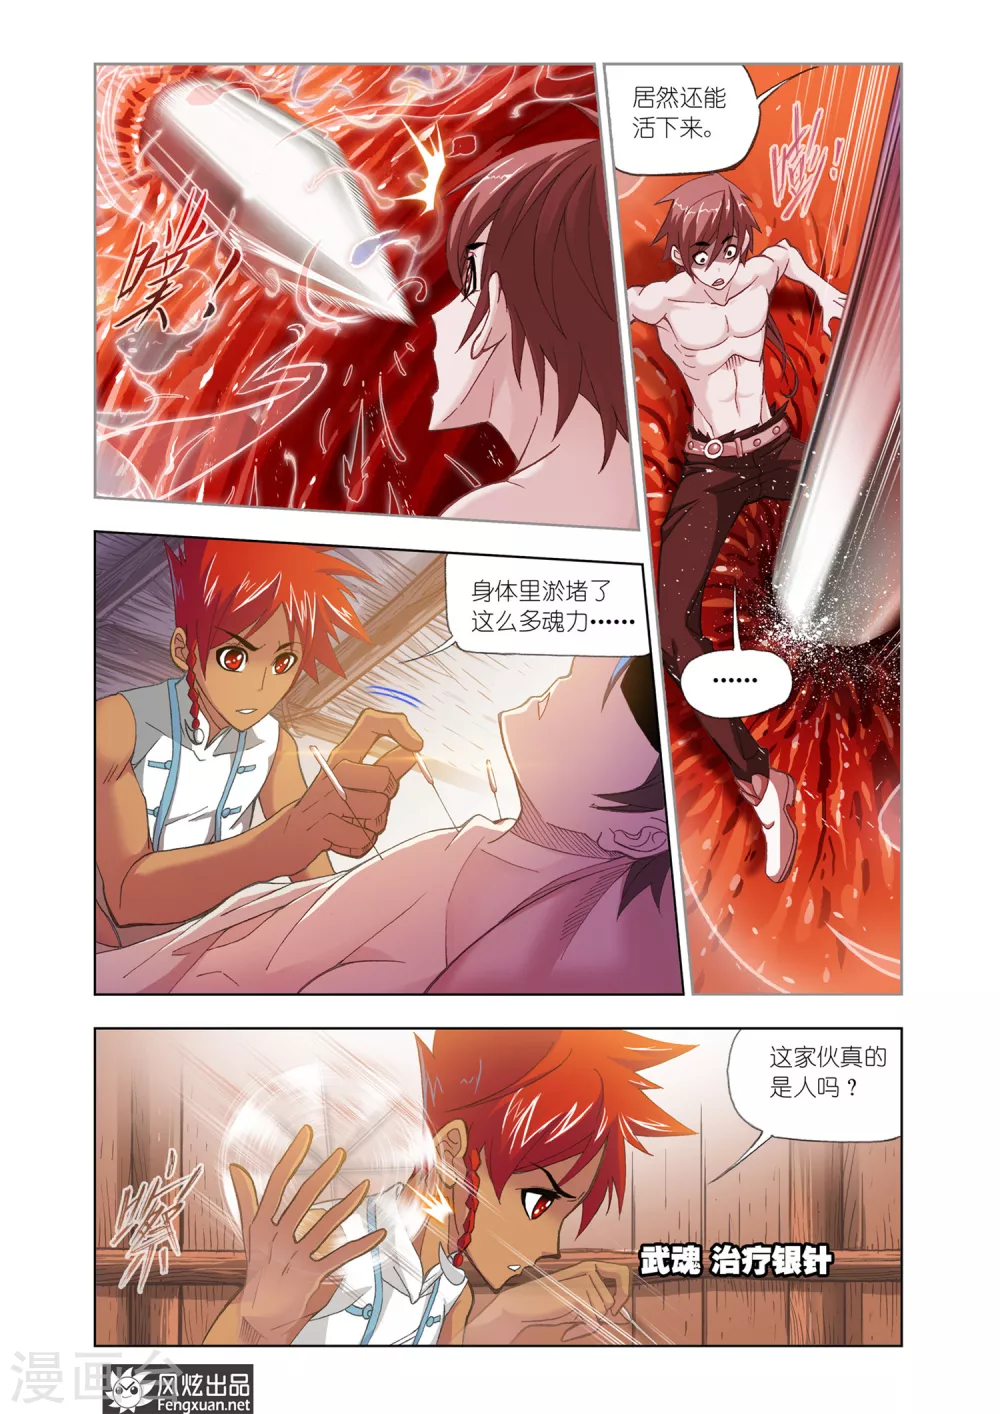 居然还能
活下来。
噗！
身体里淤堵了
这么多魂力……
……
这家伙真的
是人吗？
武魂 治疗银针
漫画台
风炫出品
Fengxuan.net